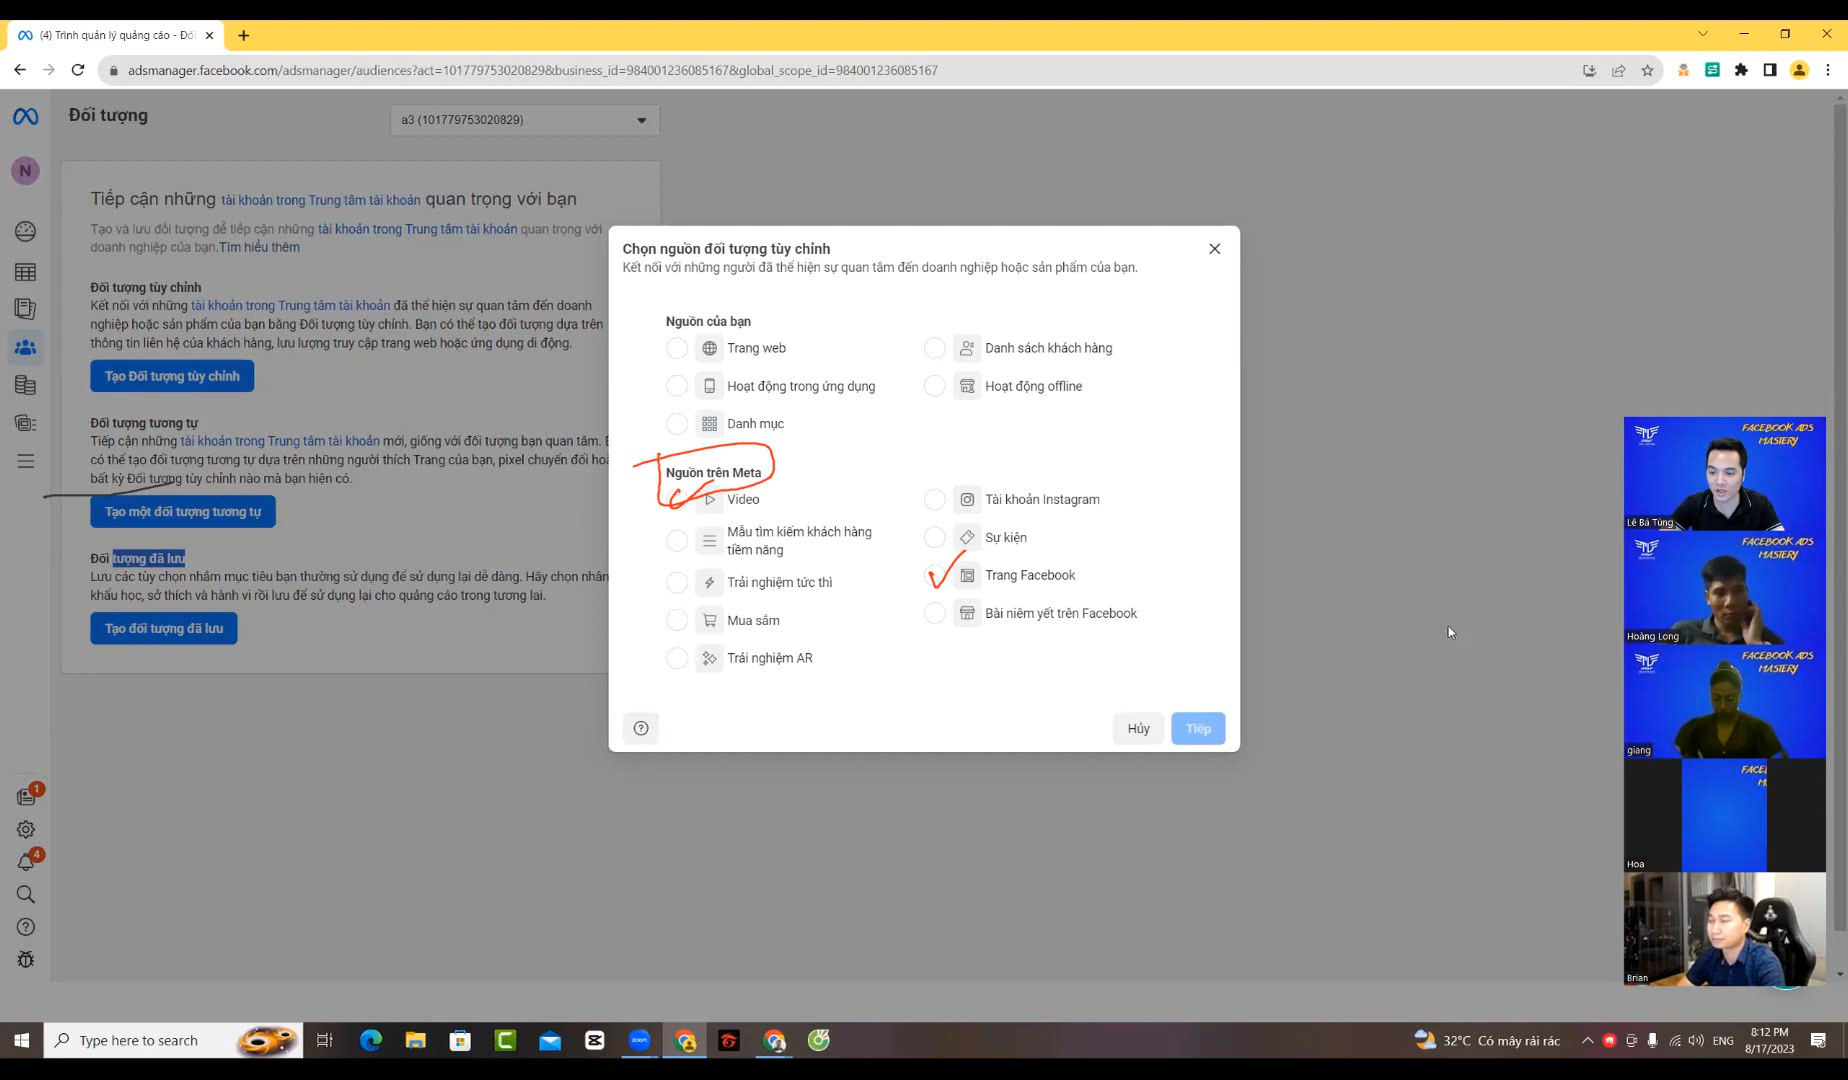 (4) Trình quản lý quảng cáo - Đối
adsmanager.facebook.com/adsmanager/audiences?act=101779753020829&business_id=984001236085167&global_scope_id=984001236085167
Đối tượng
a3 (101779753020829)
N
Tiếp cận những tài khoản trong Trung tâm tài khoản quan trọng với bạn
Tạo và lưu đối tượng để tiếp cận những tài khoản trong Trung tâm tài khoản quan trọng với
doanh nghiệp của bạn.Tìm hiểu thêm
Đối tượng tùy chỉnh
Kết nối với những tài khoản trong Trung tâm tài khoản đã thể hiện sự quan tâm đến doanh
nghiệp hoặc sản phẩm của bạn bằng Đối tượng tùy chỉnh. Bạn có thể tạo đối tượng dựa trên
thông tin liên hệ của khách hàng, lưu lượng truy cập trang web hoặc ứng dụng di động.
Tạo Đối tượng tùy chỉnh
Đối tượng tương tự
Tiếp cận những tài khoản trong Trung tâm tài khoản mới, giống với đối tượng bạn quan tâm.
có thể tạo đối tượng tương tự dựa trên những người thích Trang của bạn, pixel chuyển đổi
bất kỳ Đối tượng tùy chỉnh nào mà bạn hiện có.
Tạo một đối tượng tương tự
Đối tượng đã lưu
Lưu các tùy chọn nhắm mục tiêu bạn thường sử dụng để sử dụng lại dễ dàng. Hãy chọn nhân
khẩu học, sở thích và hành vi rồi lưu để sử dụng lại cho quảng cáo trong tương lai.
Tạo đối tượng đã lưu
1
4
Chọn nguồn đối tượng tùy chỉnh
Kết nối với những người đã thể hiện sự quan tâm đến doanh nghiệp hoặc sản phẩm của bạn.
Nguồn của bạn
Trang web
Danh sách khách hàng
Hoạt động trong ứng dụng
Hoạt động offline
Danh mục
Nguồn trên Meta
Video
Tài khoản Instagram
Mẫu tìm kiếm khách hàng
tiềm năng
Sự kiện
Trải nghiệm tức thì
Trang Facebook
Mua sắm
Bài niêm yết trên Facebook
Trải nghiệm AR
Hủy
Tiếp
FACEBOOK ADS
MASTERY
Lê Bá Tùng
FACEBOOK ADS
MASTERY
Hoàng Long
FACEBOOK ADS
MASTERY
giang
Hoa
Brian
Type here to search
zoom
32°C Có mây rải rác
ENG
8:12 PM
8/17/2023